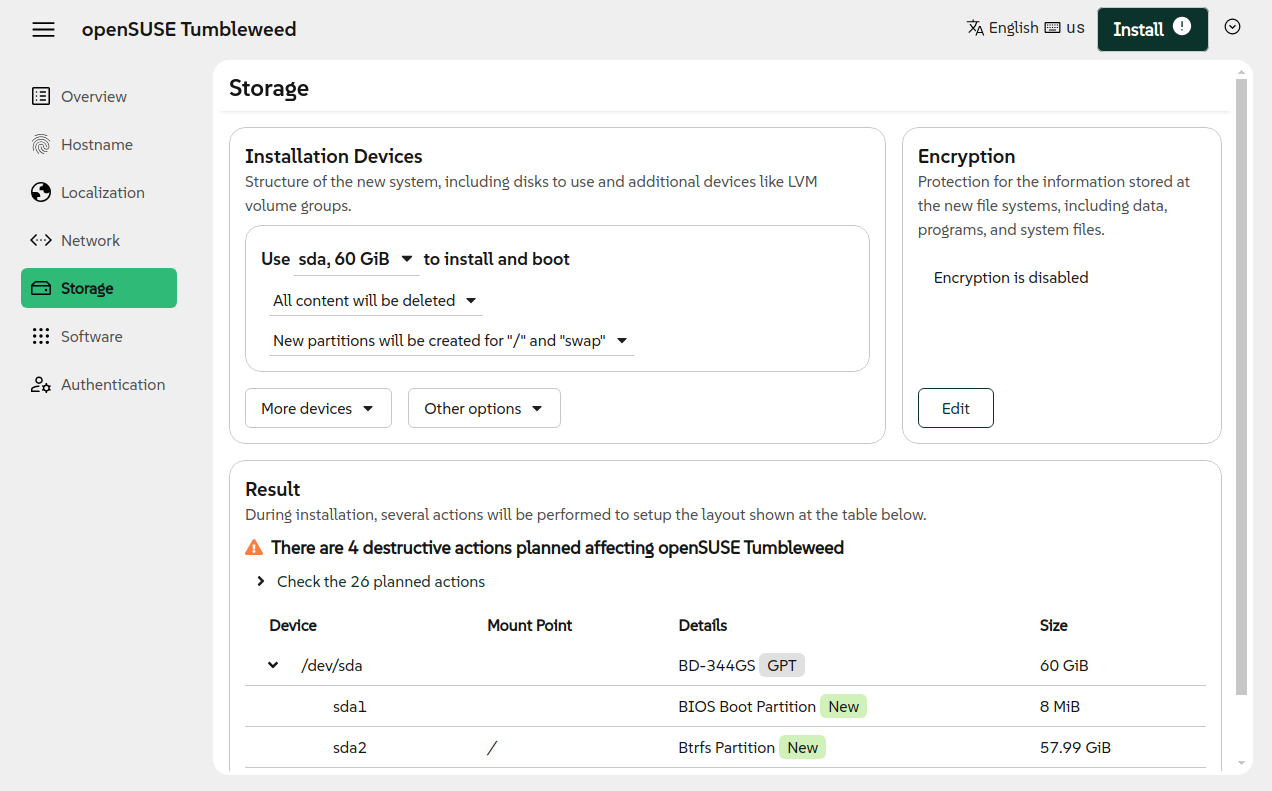 openSUSE Tumbleweed
English us
Install
Overview
Hostname
Localization
Network
Storage
Software
Authentication
Storage
Installation Devices
Structure of the new system, including disks to use and additional devices like LVM
volume groups.
Use sda, 60 GiB to install and boot
All content will be deleted
New partitions will be created for "/" and "swap"
More devices
Other options
Encryption
Protection for the information stored at
the new file systems, including data,
programs, and system files.
Encryption is disabled
Edit
Result
During installation, several actions will be performed to setup the layout shown at the table below.
There are 4 destructive actions planned affecting openSUSE Tumbleweed
Check the 26 planned actions
Device Mount Point Details Size
/dev/sda BD-344GS GPT 60 GiB
sda1 BIOS Boot Partition New 8 MiB
sda2 / Btrfs Partition New 57.99 GiB